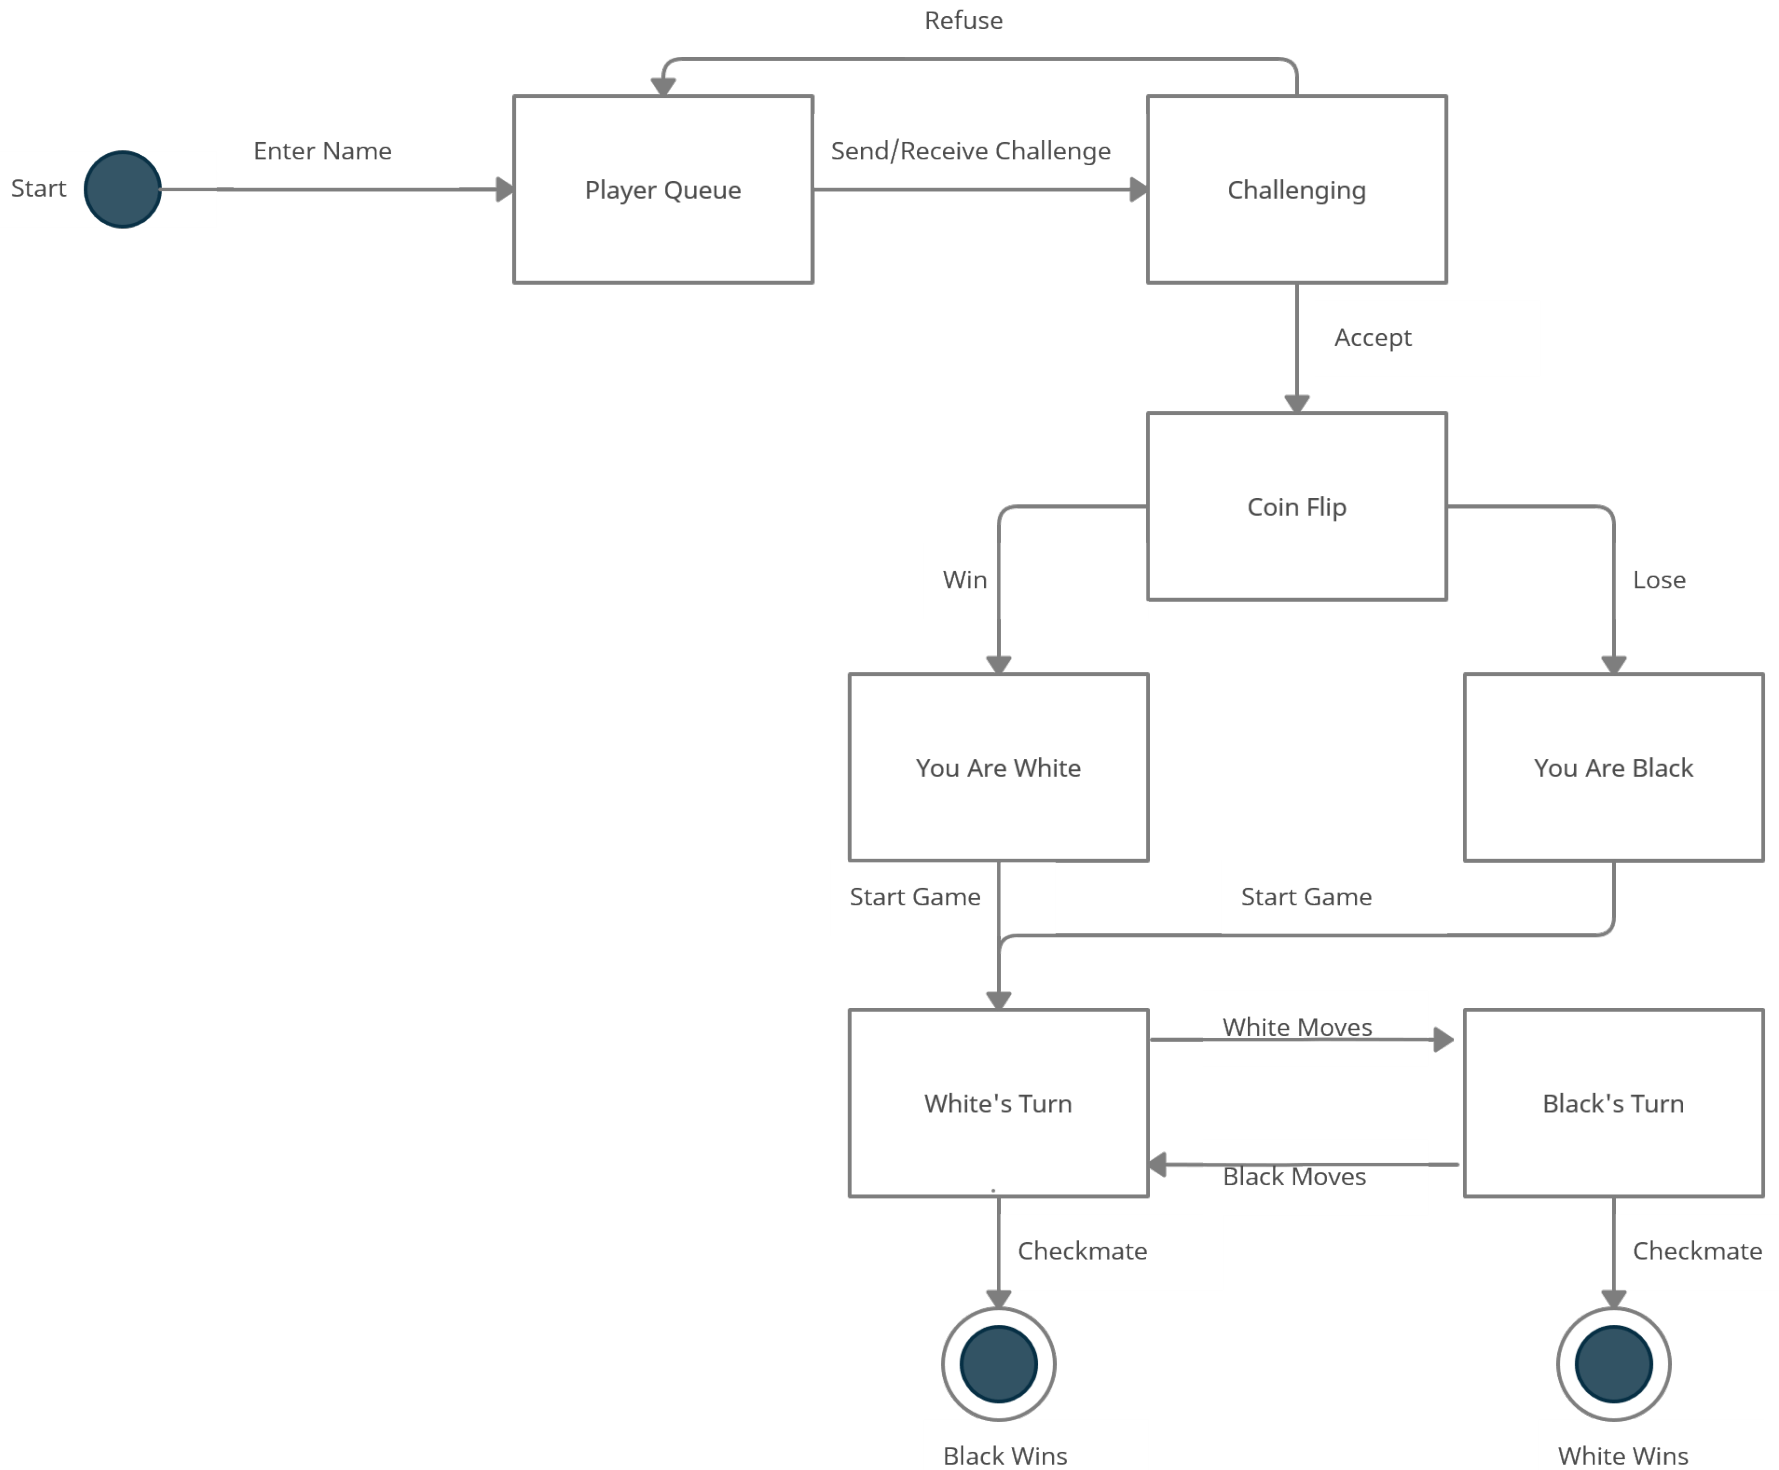 Refuse
Enter Name
Send/Receive Challenge
Start
Player Queue
Challenging
Accept
Coin Flip
Win
Lose
You Are White
You Are Black
Start Game
Start Game
White Moves
White's Turn
Black's Turn
Black Moves
Checkmate
Checkmate
Black Wins
White Wins